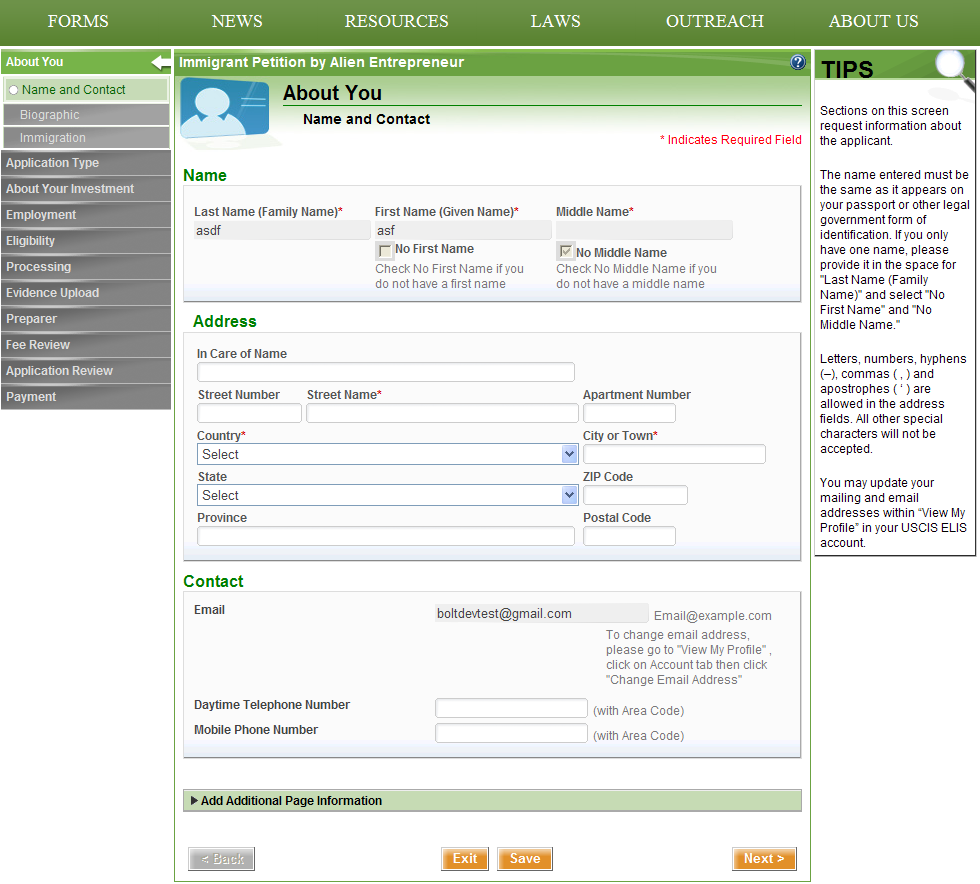 FORMS NEWS RESOURCES LAWS OUTREACH ABOUT US
About You
Name and Contact
Biographic
Immigration
Application Type
About Your Investment
Employment
Eligibility
Processing
Evidence Upload
Preparer
Fee Review
Application Review
Payment
Immigrant Petition by Alien Entrepreneur ?
About You
Name and Contact
* Indicates Required Field
Name
Last Name (Family Name)* First Name (Given Name)* Middle Name*
asdf asf
No First Name No Middle Name
Check No First Name if you Check No Middle Name if you
do not have a first name do not have a middle name
Address
In Care of Name
Street Number Street Name* Apartment Number
Country* City or Town*
Select
State ZIP Code
Select
Province Postal Code
Contact
Email boltdevtest@gmail.com Email@example.com
To change email address,
please go to "View My Profile" ,
click on Account tab then click
"Change Email Address"
Daytime Telephone Number (with Area Code)
Mobile Phone Number (with Area Code)
Add Additional Page Information
< Back Exit Save Next >
TIPS
Sections on this screen
request information about
the applicant.
The name entered must be
the same as it appears on
your passport or other legal
government form of
identification. If you only
have one name, please
provide it in the space for
"Last Name (Family
Name)" and select "No
First Name" and "No
Middle Name."
Letters, numbers, hyphens
(–), commas ( , ) and
apostrophes ( ‘ ) are
allowed in the address
fields. All other special
characters will not be
accepted.
You may update your
mailing and email
addresses within “View My
Profile” in your USCIS ELIS
account.